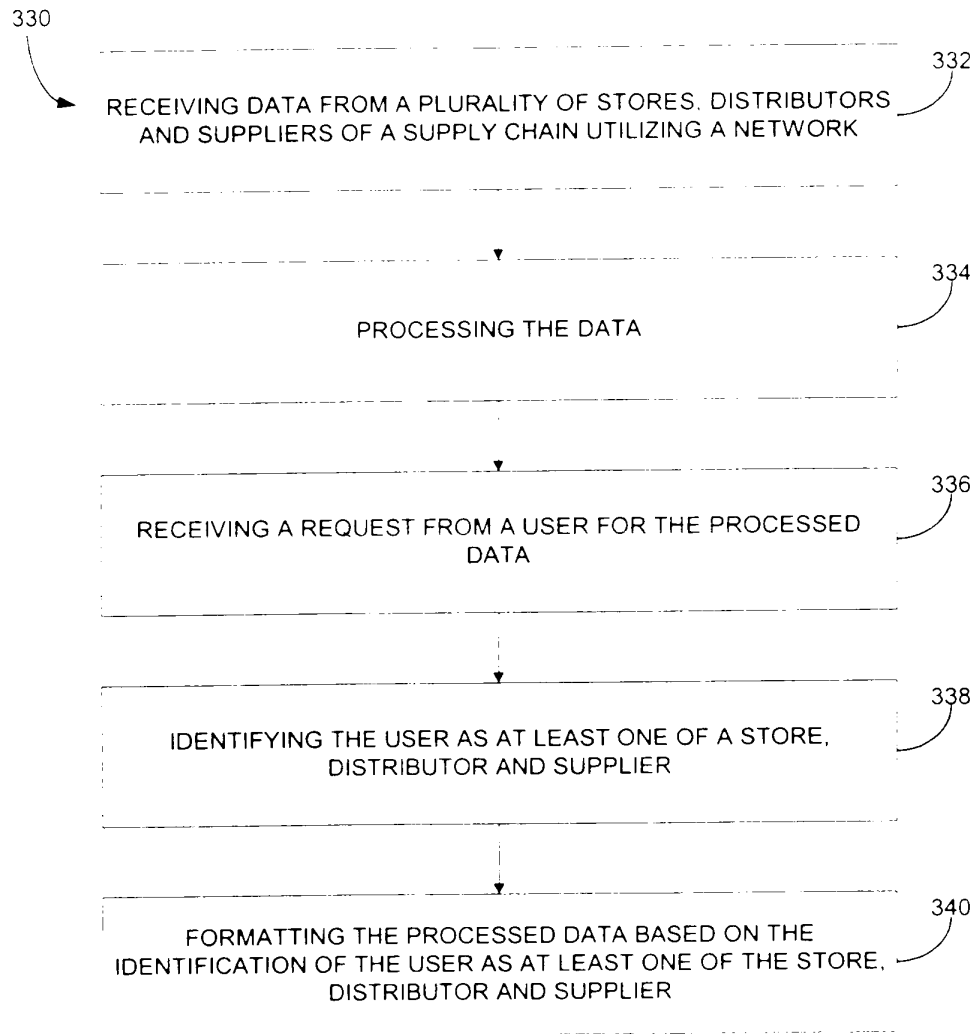 330
332
RECEIVING DATA FROM A PLURALITY OF STORES, DISTRIBUTORS
AND SUPPLIERS OF A SUPPLY CHAIN UTILIZING A NETWORK
334
PROCESSING THE DATA
336
RECEIVING A REQUEST FROM A USER FOR THE PROCESSED
DATA
338
IDENTIFYING THE USER AS AT LEAST ONE OF A STORE,
DISTRIBUTOR AND SUPPLIER
340
FORMATTING THE PROCESSED DATA BASED ON THE
IDENTIFICATION OF THE USER AS AT LEAST ONE OF THE STORE,
DISTRIBUTOR AND SUPPLIER